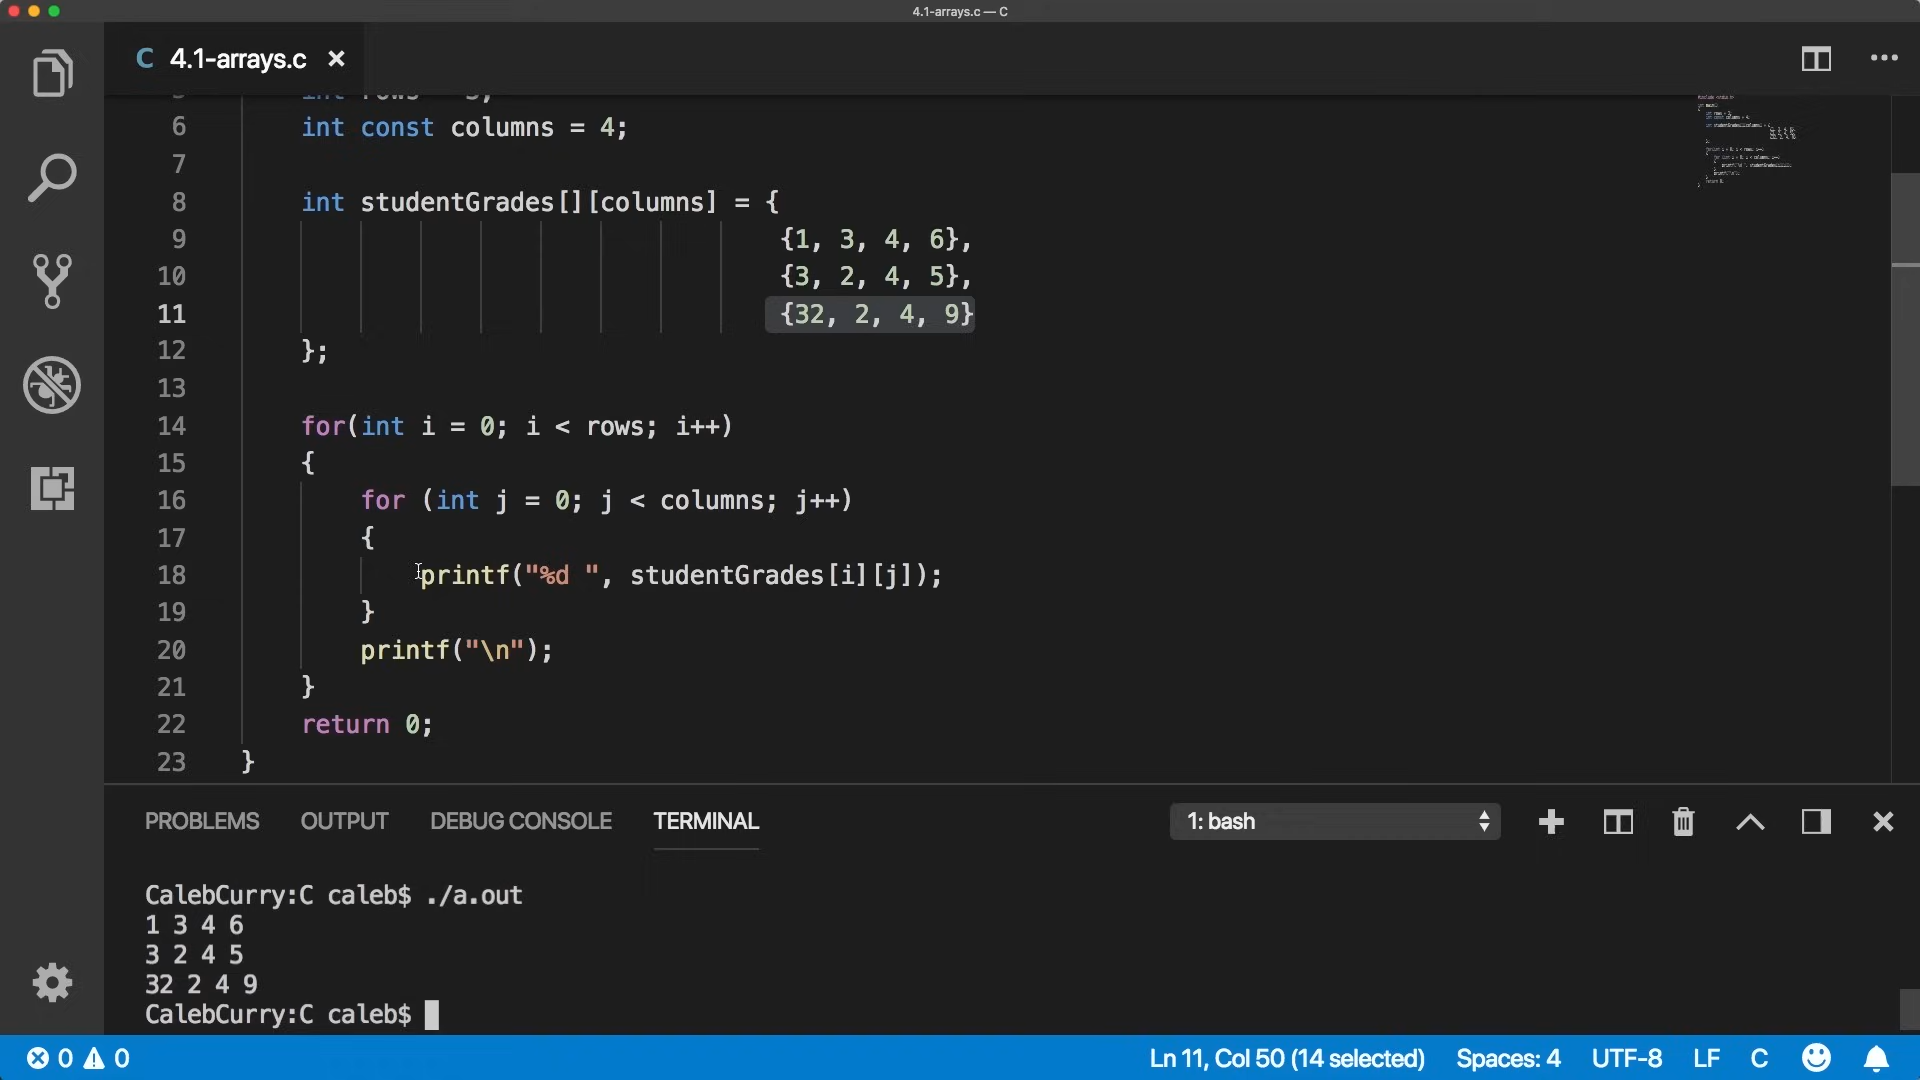 4.1-arrays.c — C
C 4.1-arrays.c ×
int rows = 3;
6 int const columns = 4;
7
8 int studentGrades[][columns] = {
9 {1, 3, 4, 6},
10 {3, 2, 4, 5},
11 {32, 2, 4, 9}
12 };
13
14 for(int i = 0; i < rows; i++)
15 {
16 for (int j = 0; j < columns; j++)
17 {
18 printf("%d ", studentGrades[i][j]);
19 }
20 printf("\n");
21 }
22 return 0;
23 }
PROBLEMS OUTPUT DEBUG CONSOLE TERMINAL 1: bash
CalebCurry:C caleb$ ./a.out
1 3 4 6
3 2 4 5
32 2 4 9
CalebCurry:C caleb$
0 0 Ln 11, Col 50 (14 selected) Spaces: 4 UTF-8 LF C